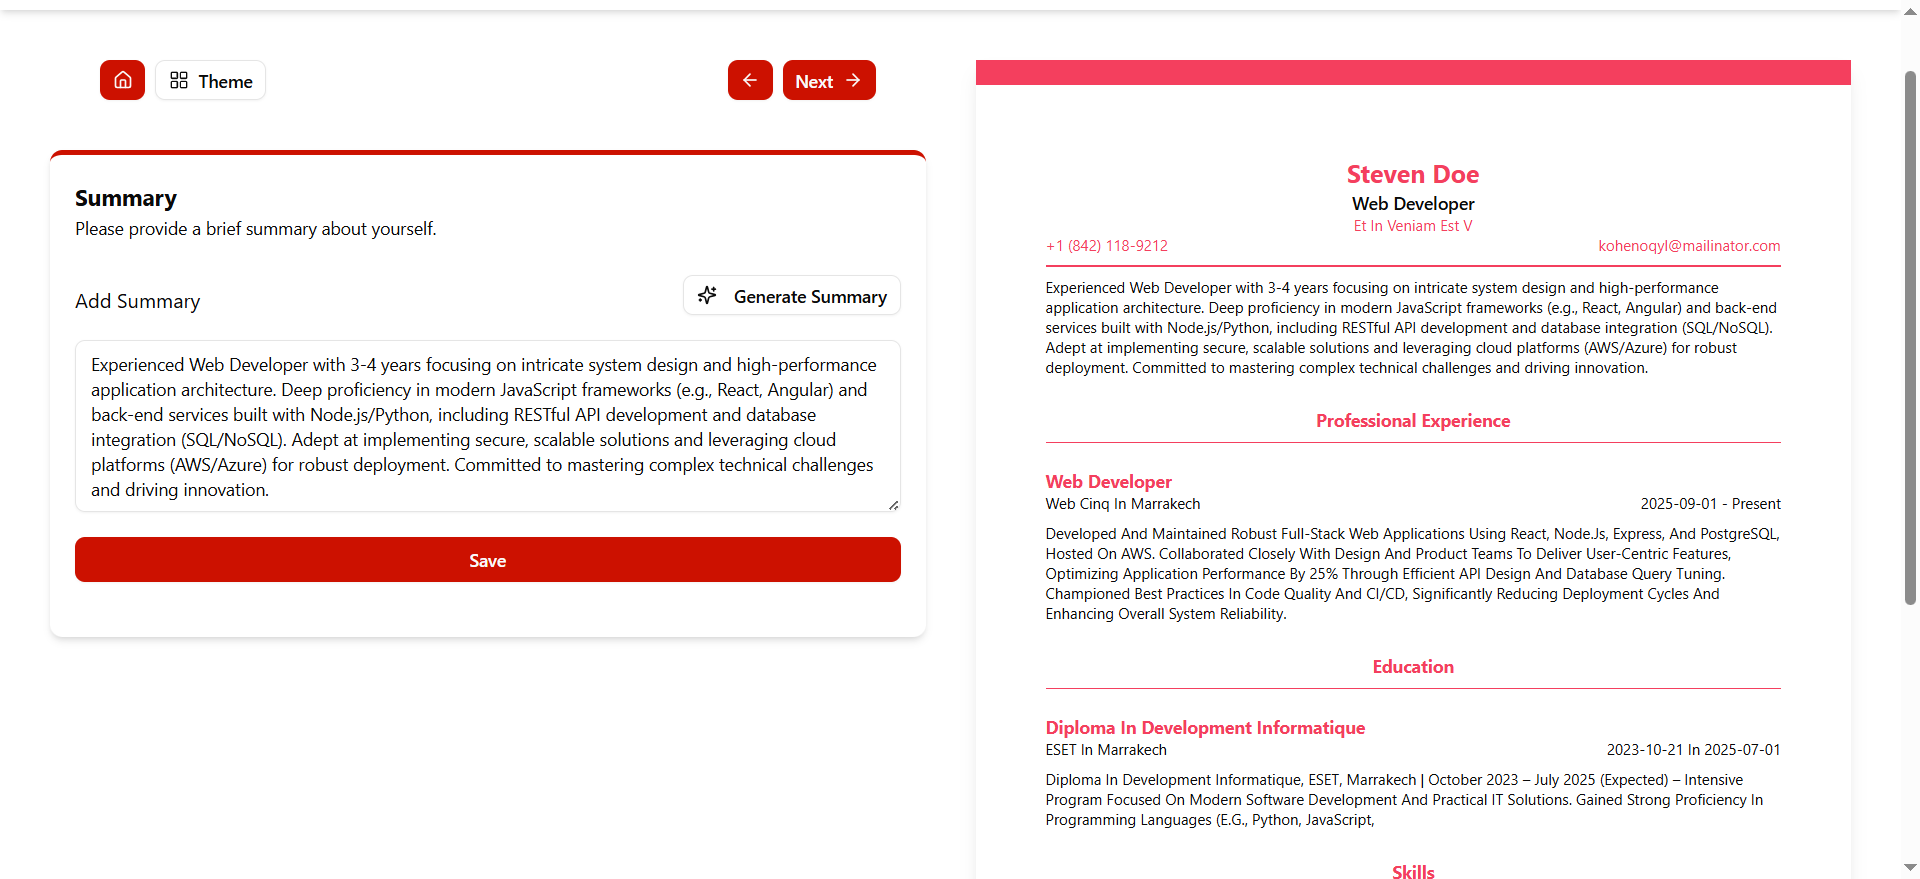 Theme
Next
Summary
Please provide a brief summary about yourself.
Add Summary
Generate Summary
Experienced Web Developer with 3-4 years focusing on intricate system design and high-performance
application architecture. Deep proficiency in modern JavaScript frameworks (e.g., React, Angular) and
back-end services built with Node.js/Python, including RESTful API development and database
integration (SQL/NoSQL). Adept at implementing secure, scalable solutions and leveraging cloud
platforms (AWS/Azure) for robust deployment. Committed to mastering complex technical challenges
and driving innovation.
Save
Steven Doe
Web Developer
Et In Veniam Est V
+1 (842) 118-9212
kohenoqyl@mailinator.com
Experienced Web Developer with 3-4 years focusing on intricate system design and high-performance
application architecture. Deep proficiency in modern JavaScript frameworks (e.g., React, Angular) and back-end
services built with Node.js/Python, including RESTful API development and database integration (SQL/NoSQL).
Adept at implementing secure, scalable solutions and leveraging cloud platforms (AWS/Azure) for robust
deployment. Committed to mastering complex technical challenges and driving innovation.
Professional Experience
Web Developer
Web Cinq In Marrakech
2025-09-01 - Present
Developed And Maintained Robust Full-Stack Web Applications Using React, Node.Js, Express, And PostgreSQL,
Hosted On AWS. Collaborated Closely With Design And Product Teams To Deliver User-Centric Features,
Optimizing Application Performance By 25% Through Efficient API Design And Database Query Tuning.
Championed Best Practices In Code Quality And CI/CD, Significantly Reducing Deployment Cycles And
Enhancing Overall System Reliability.
Education
Diploma In Development Informatique
ESET In Marrakech
2023-10-21 In 2025-07-01
Diploma In Development Informatique, ESET, Marrakech | October 2023 – July 2025 (Expected) – Intensive
Program Focused On Modern Software Development And Practical IT Solutions. Gained Strong Proficiency In
Programming Languages (E.G., Python, JavaScript,
Skills